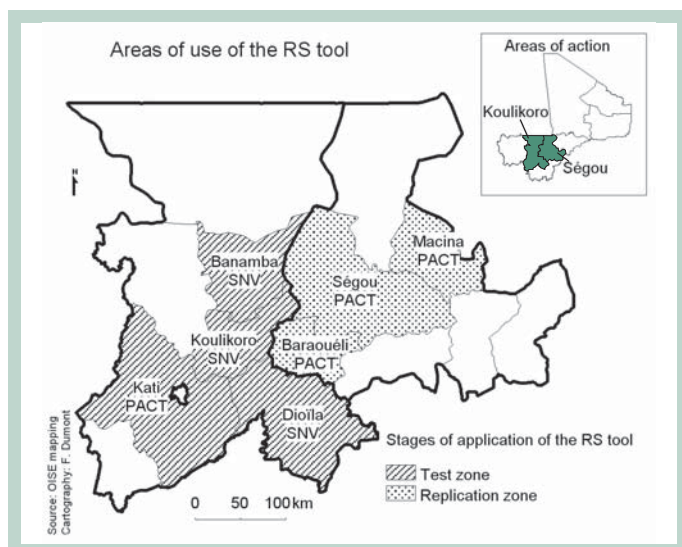 Areas of use of the RS tool
Areas of action
Koulikoro
Ségou
N
Macina
PACT
Banamba
SNV
Ségou
PACT
Koulikoro
SNV
Baraouéli
PACT
Kati
PACT
Dioïla
SNV
Stages of application of the RS tool
Test zone
Replication zone
0 50 100 km
Source: OISE mapping
Cartography: F. Dumont